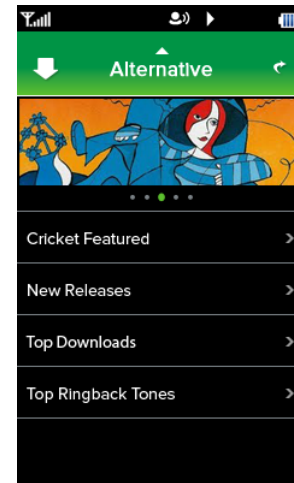 Alternative
Cricket Featured
New Releases
Top Downloads
Top Ringback Tones